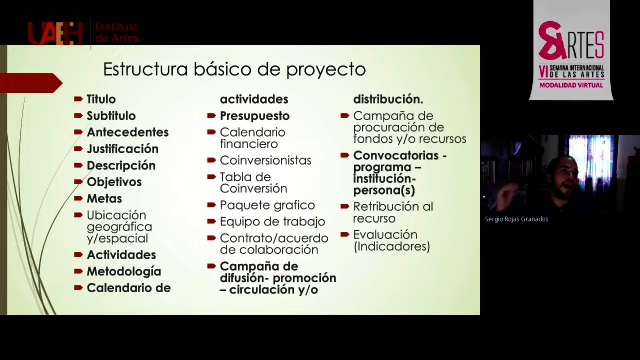 UAEH
Instituto
de Artes
SARTES
VI SEMANA INTERNACIONAL
DE LAS ARTES
MODALIDAD VIRTUAL
Estructura básico de proyecto
Titulo
Subtitulo
Antecedentes
Justificación
Descripción
Objetivos
Metas
Ubicación
geográfica
y/espacial
Actividades
Metodología
Calendario de
actividades
Presupuesto
Calendario
financiero
Coinversionistas
Tabla de
Coinversión
Paquete grafico
Equipo de trabajo
Contrato/acuerdo
de colaboración
Campaña de
difusión- promoción
– circulación y/o
distribución.
Campaña de
procuración de
fondos y/o recursos
Convocatorias -
programa –
institución-
persona(s)
Retribución al
recurso
Evaluación
(Indicadores)
Sergio Rojas Granados